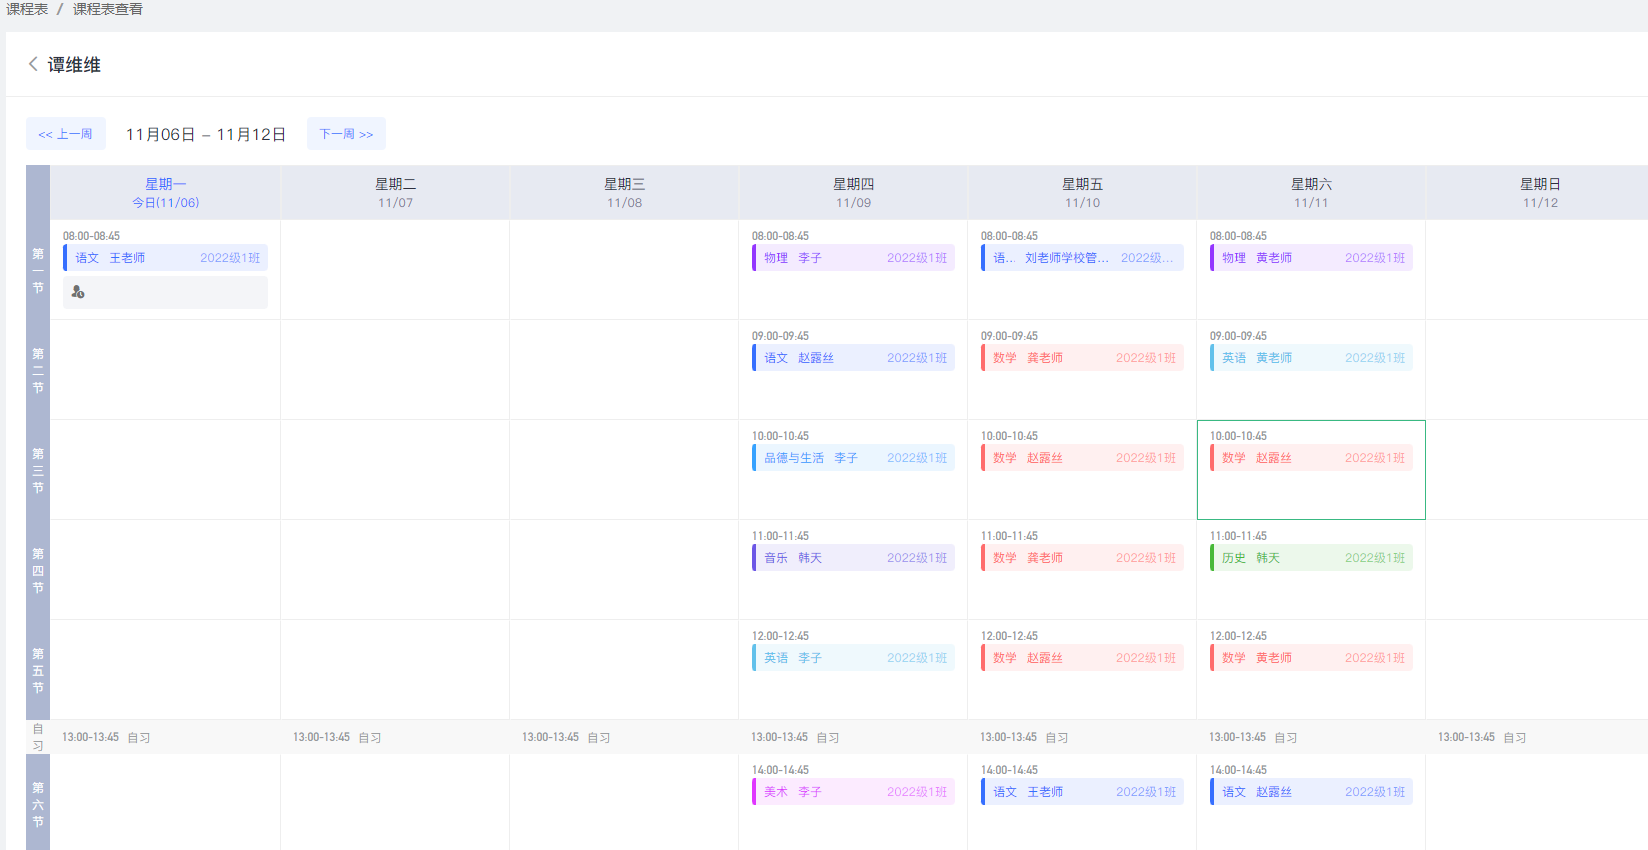 课程表 / 课程表查看
谭维维
<< 上一周 11月06日 – 11月12日 下一周 >>
星期一 星期二 星期三 星期四 星期五 星期六 星期日
今日(11/06) 11/07 11/08 11/09 11/10 11/11 11/12
第一节
08:00-08:45 08:00-08:45 08:00-08:45 08:00-08:45
语文 王老师 2022级1班 物理 李子 2022级1班 语... 刘老师学校管... 2022级... 物理 黄老师 2022级1班
第二节
09:00-09:45 09:00-09:45 09:00-09:45
语文 赵露丝 2022级1班 数学 龚老师 2022级1班 英语 黄老师 2022级1班
第三节
10:00-10:45 10:00-10:45 10:00-10:45
品德与生活 李子 2022级1班 数学 赵露丝 2022级1班 数学 赵露丝 2022级1班
第四节
11:00-11:45 11:00-11:45 11:00-11:45
音乐 韩天 2022级1班 数学 龚老师 2022级1班 历史 韩天 2022级1班
第五节
12:00-12:45 12:00-12:45 12:00-12:45
英语 李子 2022级1班 数学 赵露丝 2022级1班 数学 黄老师 2022级1班
自习
13:00-13:45 自习 13:00-13:45 自习 13:00-13:45 自习 13:00-13:45 自习 13:00-13:45 自习 13:00-13:45 自习 13:00-13:45 自习
第六节
14:00-14:45 14:00-14:45 14:00-14:45
美术 李子 2022级1班 语文 王老师 2022级1班 语文 赵露丝 2022级1班